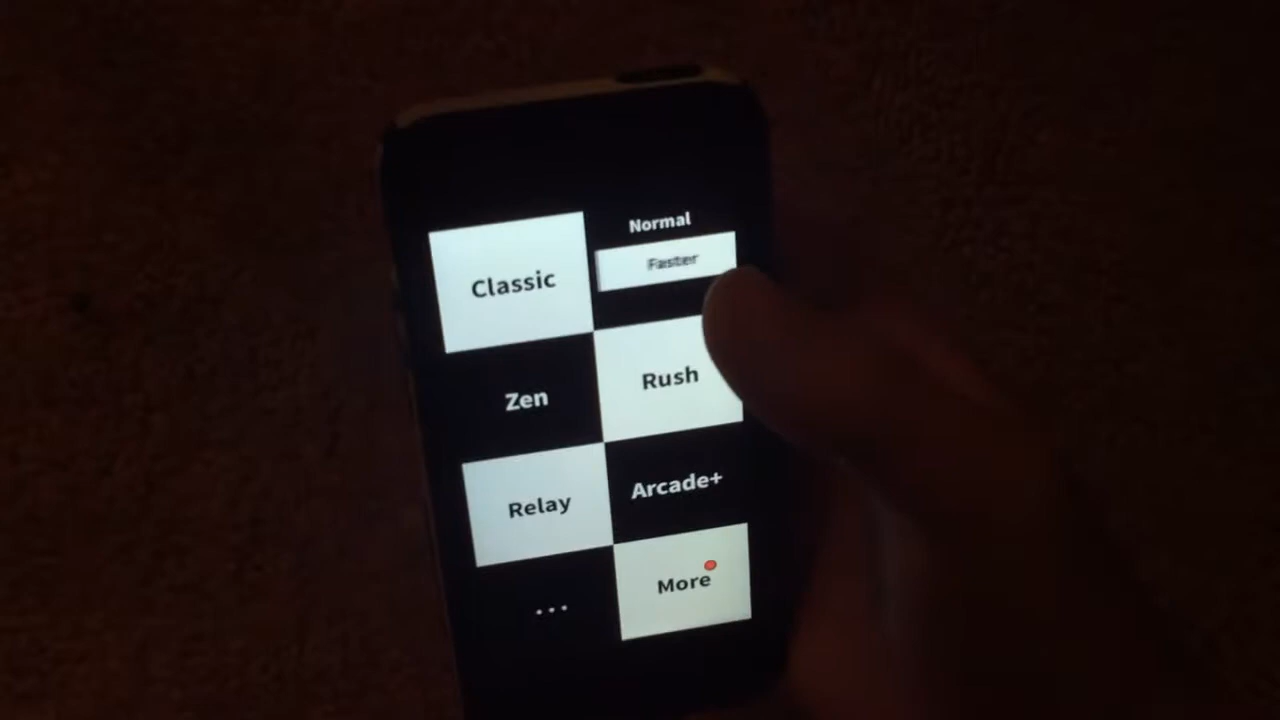 Normal
Classic
Faster
Zen
Rush
Relay
Arcade+
...
More